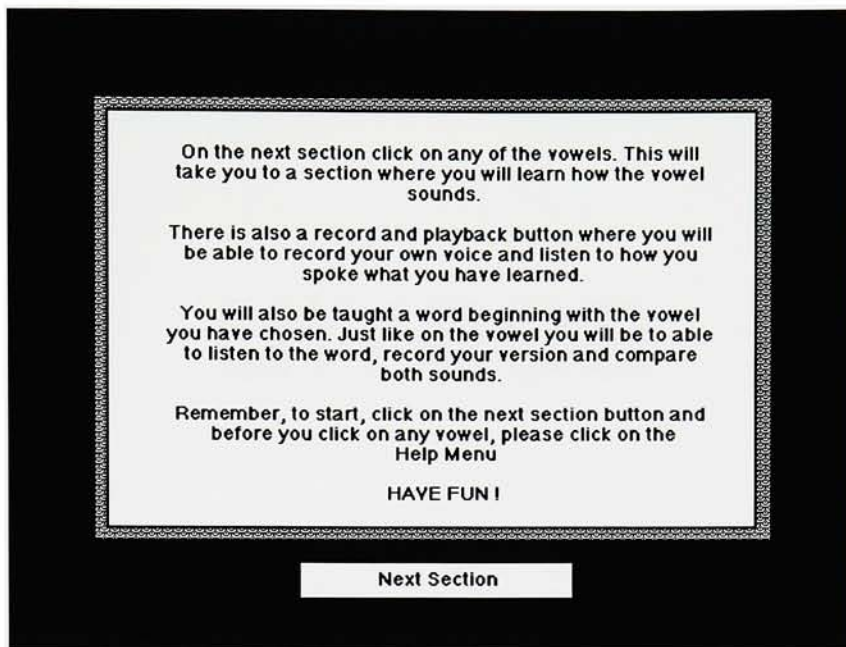 On the next section click on any of the vowels. This will
take you to a section where you will learn how the vowel
sounds.
There is also a record and playback button where you will
be able to record your own voice and listen to how you
spoke what you have learned.
You will also be taught a word beginning with the vowel
you have chosen. Just like on the vowel you will be to able
to listen to the word, record your version and compare
both sounds.
Remember, to start, click on the next section button and
before you click on any vowel, please click on the
Help Menu
HAVE FUN !
Next Section